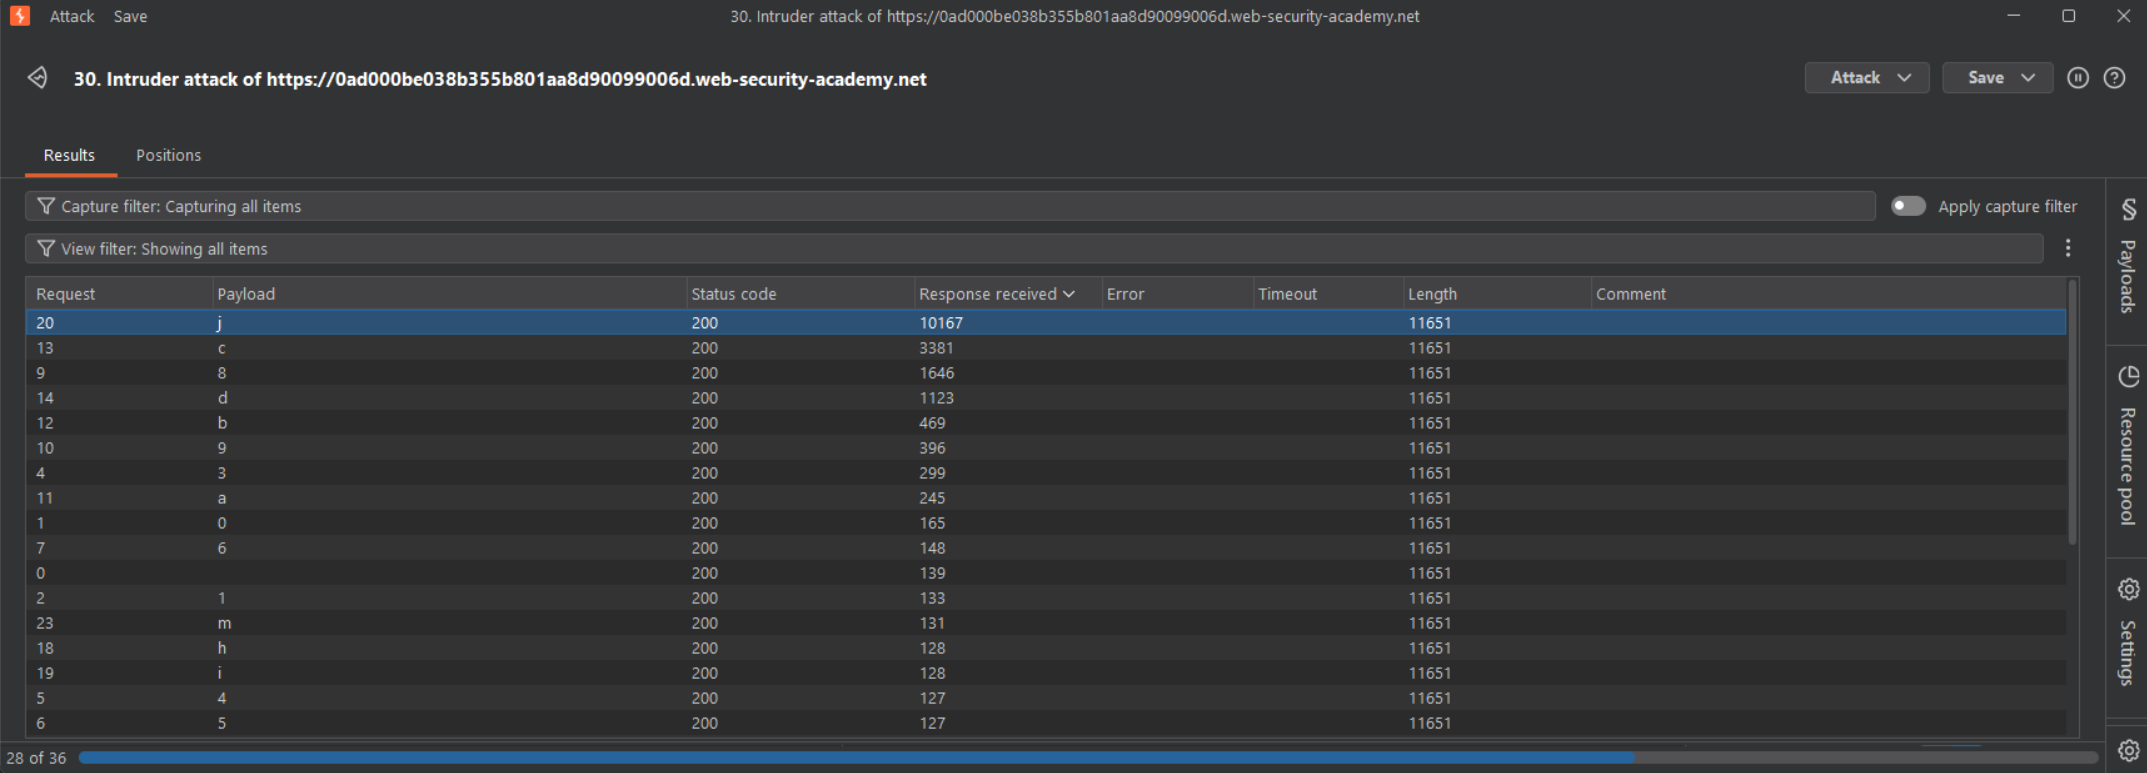 Attack Save 30. Intruder attack of https://0ad000be038b355b801aa8d90099006d.web-security-academy.net
30. Intruder attack of https://0ad000be038b355b801aa8d90099006d.web-security-academy.net Attack Save
Results Positions
Capture filter: Capturing all items Apply capture filter
View filter: Showing all items
Request Payload Status code Response received Error Timeout Length Comment
20 j 200 10167 11651
13 c 200 3381 11651
9 8 200 1646 11651
14 d 200 1123 11651
12 b 200 469 11651
10 9 200 396 11651
4 3 200 299 11651
11 a 200 245 11651
1 0 200 165 11651
7 6 200 148 11651
0 200 139 11651
2 1 200 133 11651
23 m 200 131 11651
18 h 200 128 11651
19 i 200 128 11651
5 4 200 127 11651
6 5 200 127 11651
28 of 36
Payloads
Resource pool
Settings